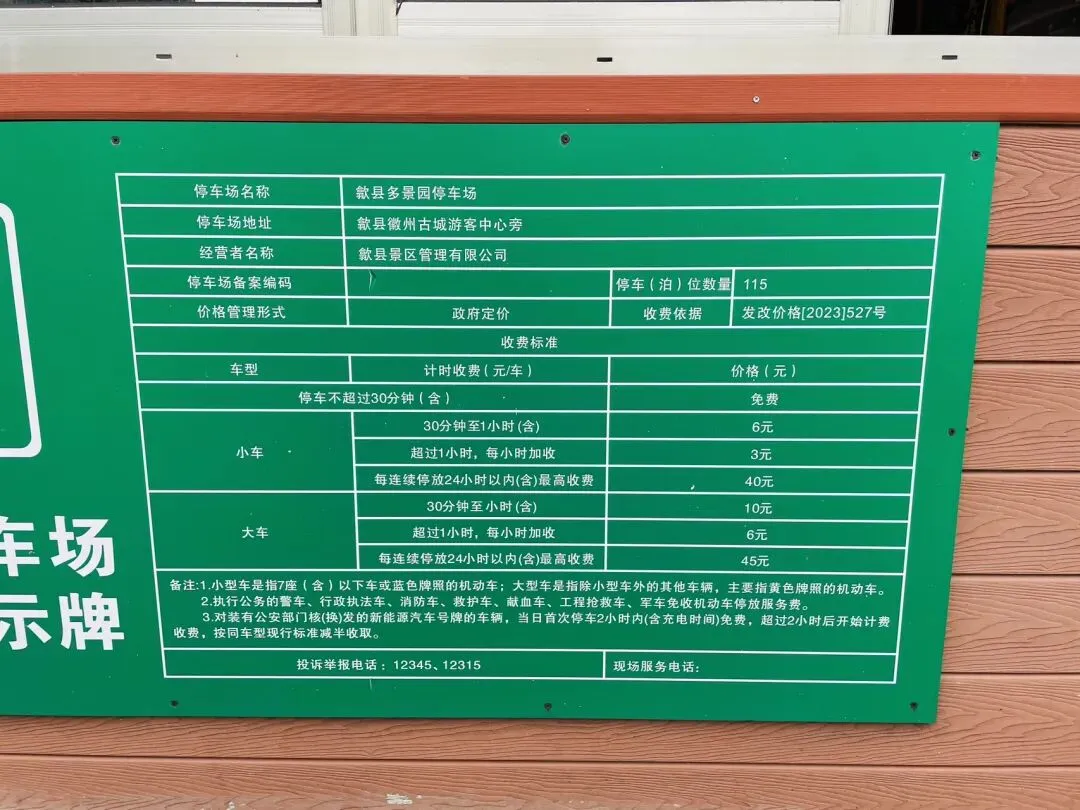 车场
示牌
停车场名称 歙县多景园停车场
停车场地址 歙县徽州古城游客中心旁
经营者名称 歙县景区管理有限公司
停车场备案编码 停车（泊）位数量 115
价格管理形式 政府定价 收费依据 发改价格[2023]527号
收费标准
车型 计时收费（元/车） 价格（元）
停车不超过30分钟（含） 免费
小车 30分钟至1小时(含) 6元
超过1小时，每小时加收 3元
每连续停放24小时以内(含)最高收费 40元
大车 30分钟至小时(含) 10元
超过1小时，每小时加收 6元
每连续停放24小时以内(含)最高收费 45元
备注:1.小型车是指7座（含）以下车或蓝色牌照的机动车；大型车是指除小型车外的其他车辆，主要指黄色牌照的机动车。
2.执行公务的警车、行政执法车、消防车、救护车、献血车、工程抢救车、军车免收机动车停放服务费。
3.对装有公安部门核(换)发的新能源汽车号牌的车辆，当日首次停车2小时内(含充电时间)免费，超过2小时后开始计费
收费，按同车型现行标准减半收取。
投诉举报电话：12345、12315 现场服务电话: